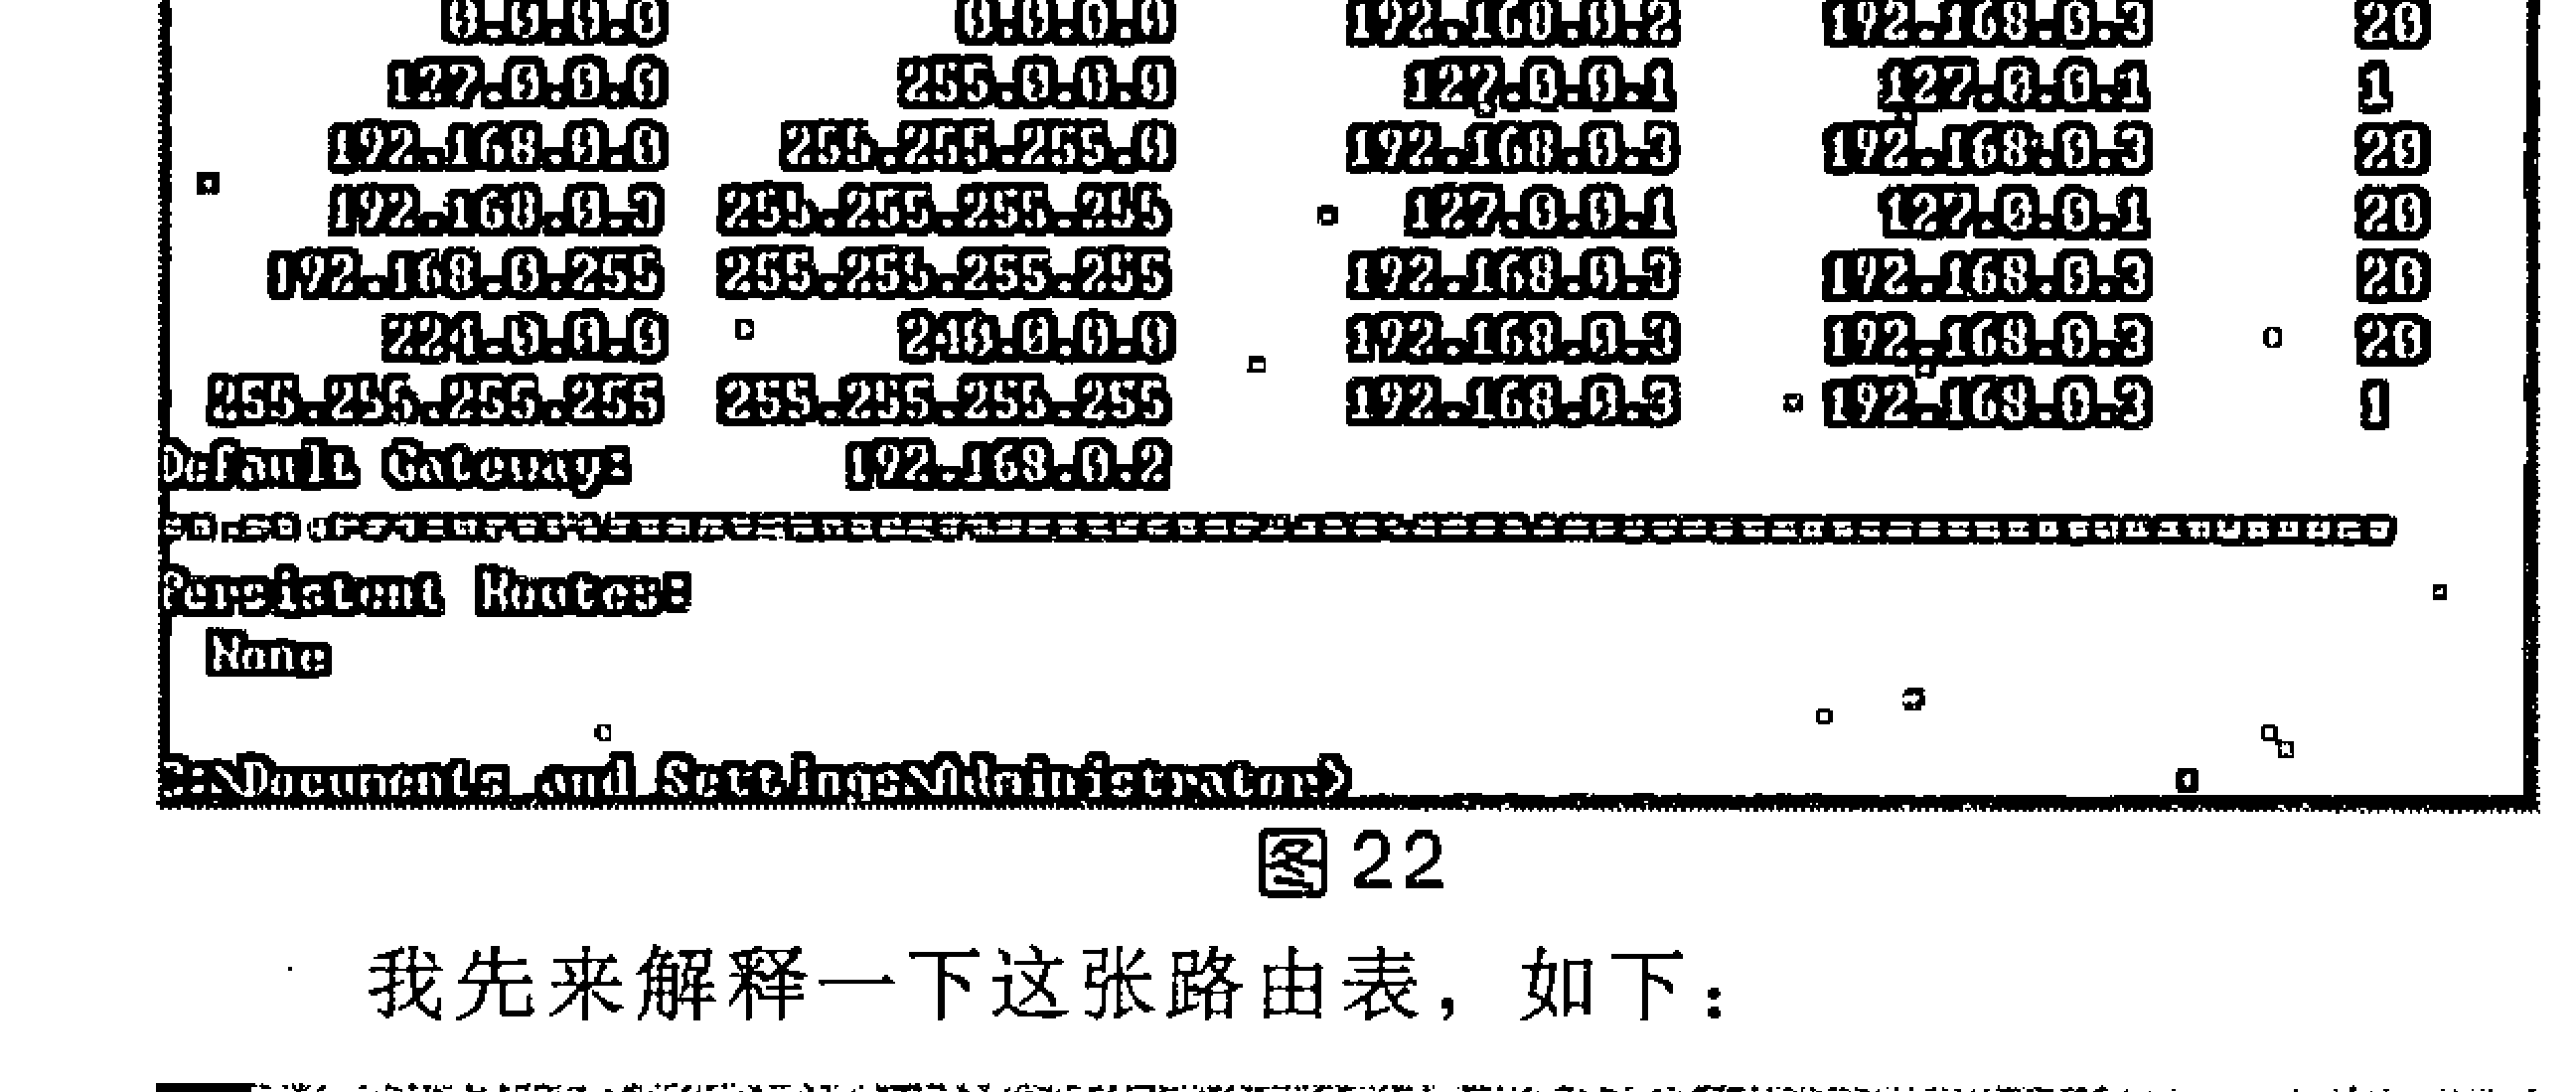 0.0.0.0 0.0.0.0 192.168.0.2 192.168.0.3 20
127.0.0.0 255.0.0.0 127.0.0.1 127.0.0.1 1
192.168.0.0 255.255.255.0 192.168.0.3 192.168.0.3 20
192.168.0.3 255.255.255.255 127.0.0.1 127.0.0.1 20
192.168.0.255 255.255.255.255 192.168.0.3 192.168.0.3 20
224.0.0.0 240.0.0.0 192.168.0.3 192.168.0.3 20
255.255.255.255 255.255.255.255 192.168.0.3 192.168.0.3 1
Default Gateway: 192.168.0.2
Persistent Routes:
None
C:\Documents and Settings\Administrator>
图 22
我先来解释一下这张路由表，如下：